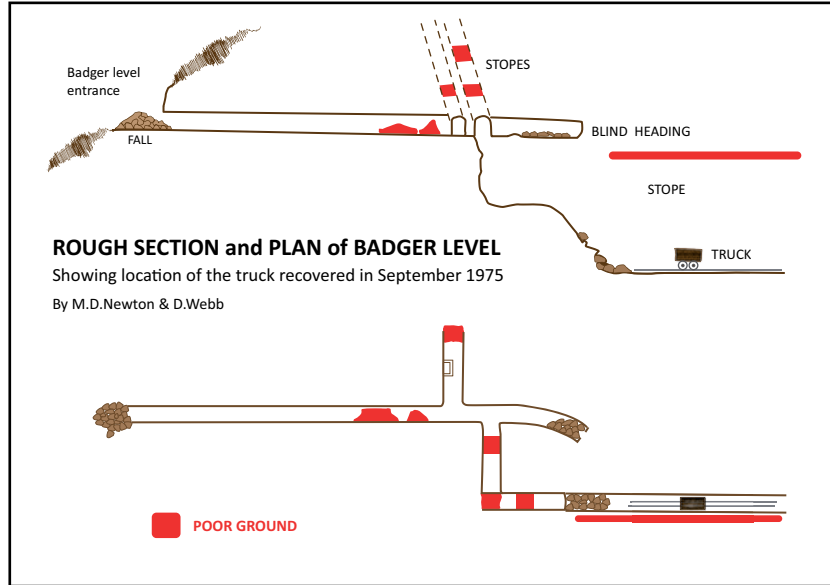 Badger level
entrance
STOPES
FALL
BLIND HEADING
STOPE
TRUCK
ROUGH SECTION and PLAN of BADGER LEVEL
Showing location of the truck recovered in September 1975
By M.D.Newton & D.Webb
POOR GROUND